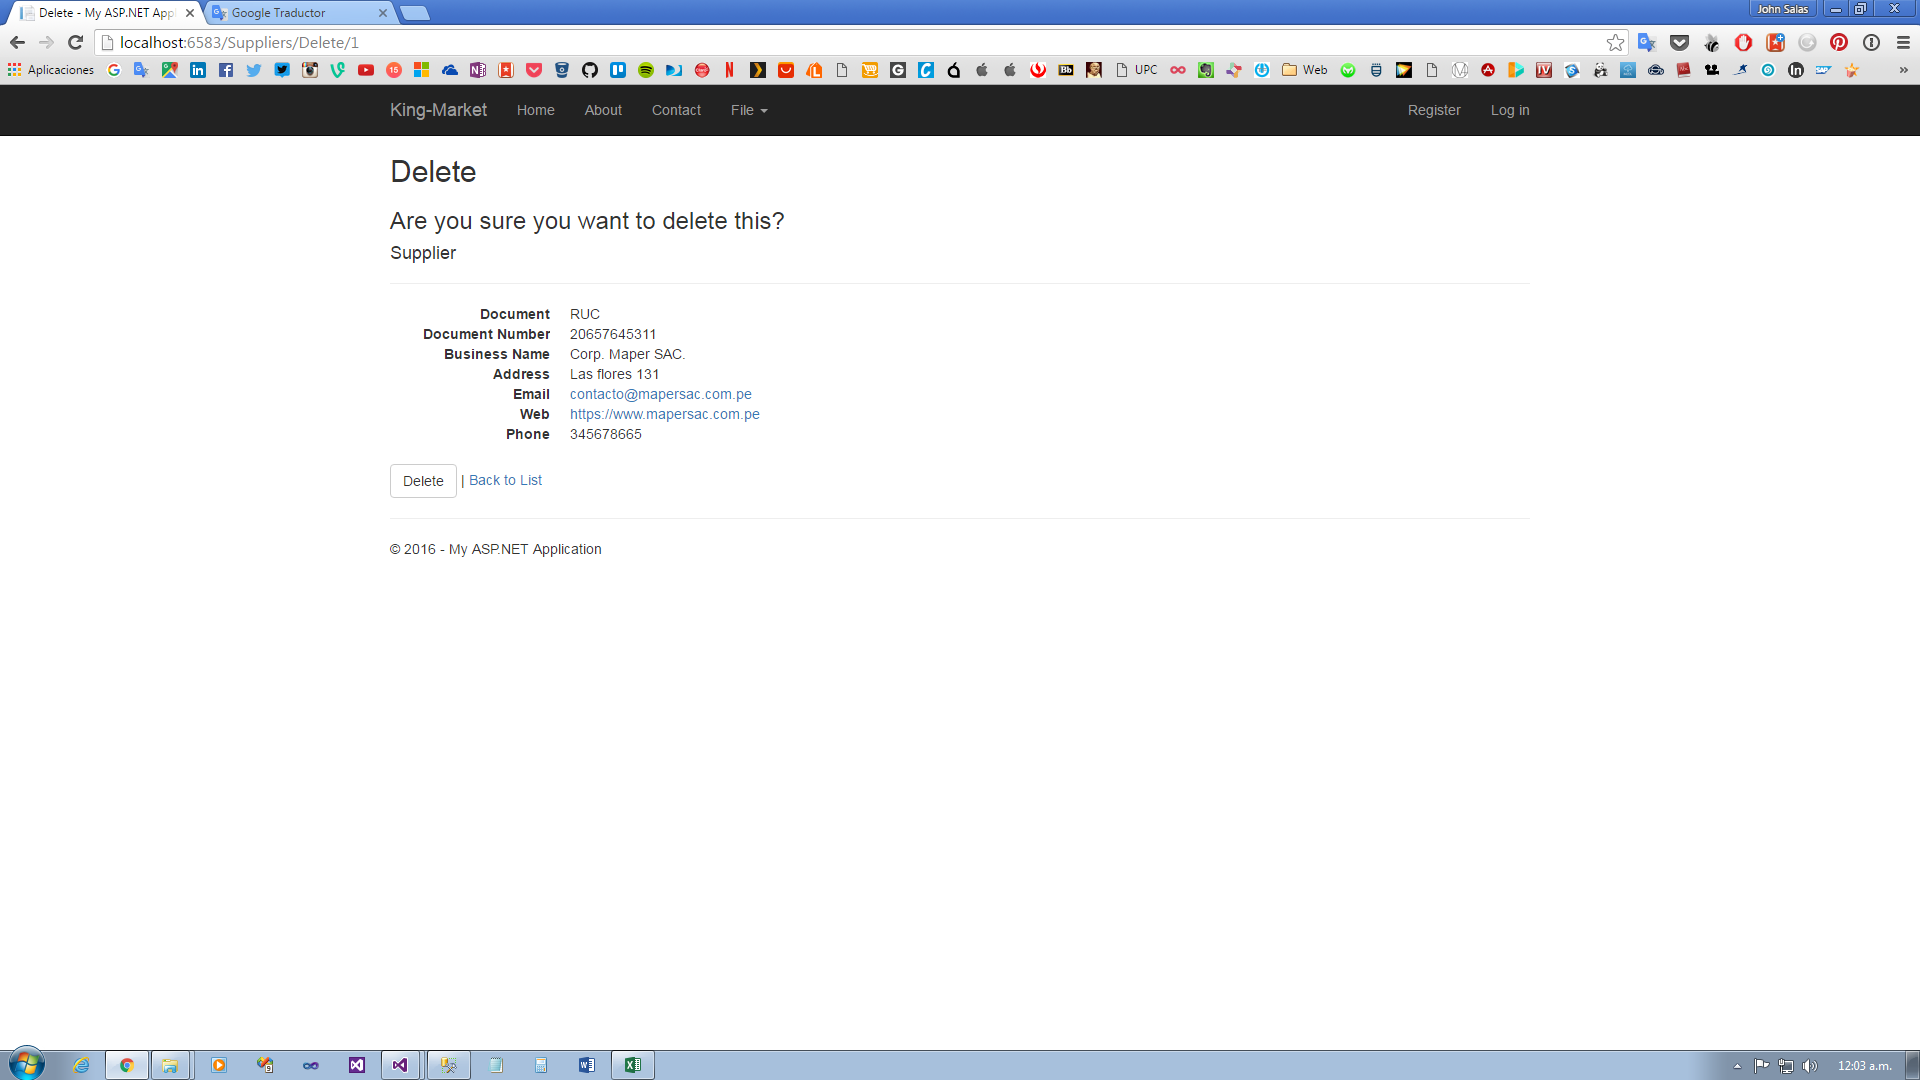 Delete - My ASP.NET App
Google Traductor
John Salas
localhost:6583/Suppliers/Delete/1
Aplicaciones
UPC
Web
King-Market
Home
About
Contact
File
Register
Log in
Delete
Are you sure you want to delete this?
Supplier
Document RUC
Document Number 20657645311
Business Name Corp. Maper SAC.
Address Las flores 131
Email contacto@mapersac.com.pe
Web https://www.mapersac.com.pe
Phone 345678665
Delete | Back to List
© 2016 - My ASP.NET Application
12:03 a.m.